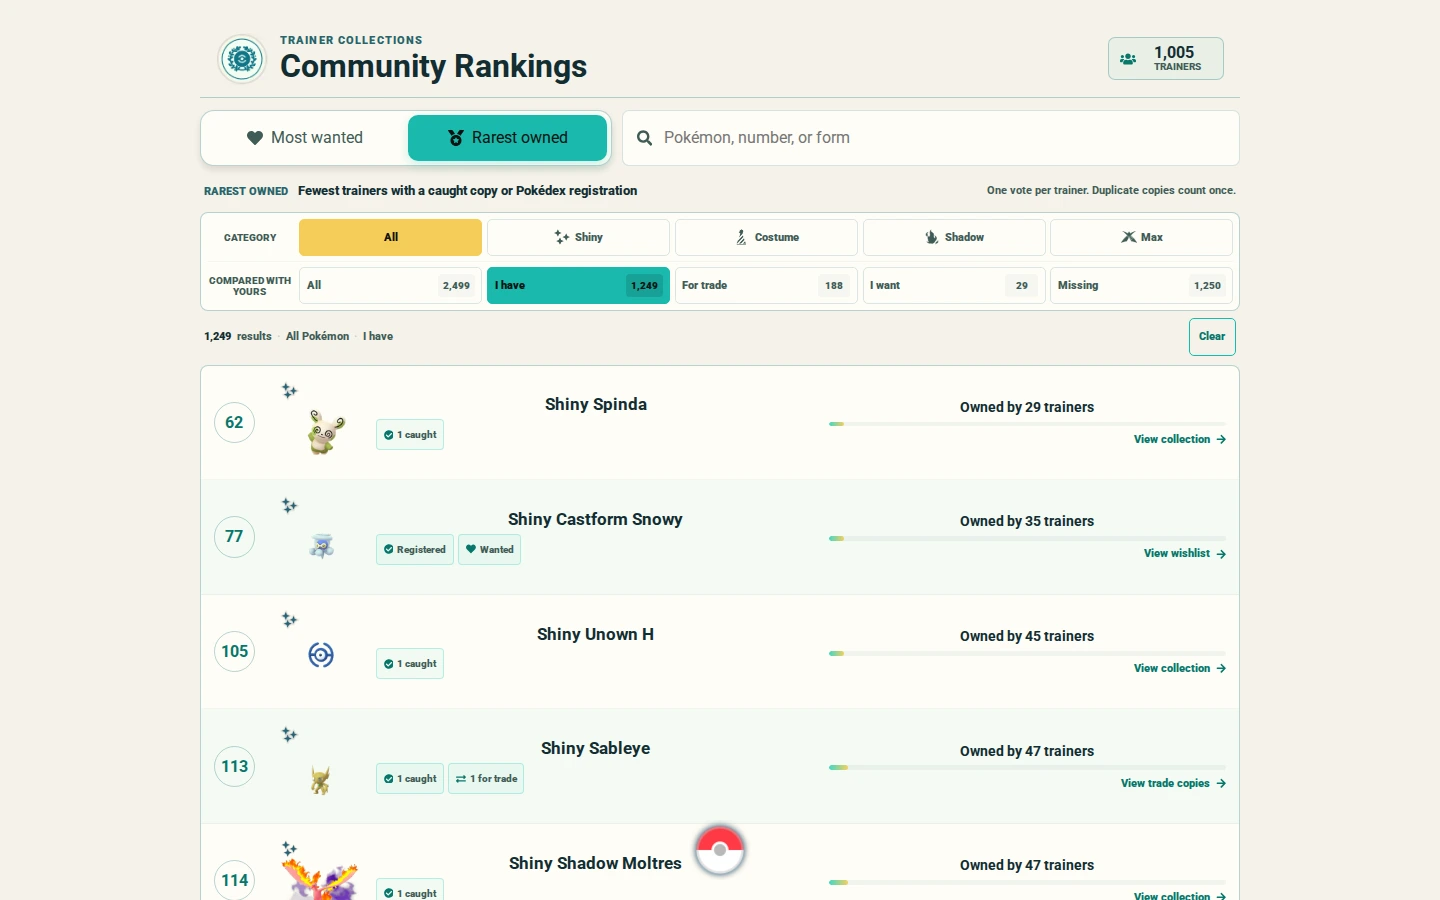 TRAINER COLLECTIONS
Community Rankings
1,005
TRAINERS
Most wanted
Rarest owned
Pokémon, number, or form
RAREST OWNED Fewest trainers with a caught copy or Pokédex registration
One vote per trainer. Duplicate copies count once.
CATEGORY
All
Shiny
Costume
Shadow
Max
COMPARED WITH
YOURS
All 2,499
I have 1,249
For trade 188
I want 29
Missing 1,250
1,249 results · All Pokémon · I have
Clear
62
Shiny Spinda
1 caught
Owned by 29 trainers
View collection →
77
Shiny Castform Snowy
Registered
Wanted
Owned by 35 trainers
View wishlist →
105
Shiny Unown H
1 caught
Owned by 45 trainers
View collection →
113
Shiny Sableye
1 caught
1 for trade
Owned by 47 trainers
View trade copies →
114
Shiny Shadow Moltres
1 caught
Owned by 47 trainers
View collection →